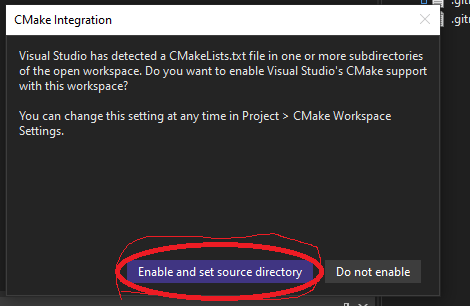 CMake Integration
.git
Visual Studio has detected a CMakeLists.txt file in one or more subdirectories
of the open workspace. Do you want to enable Visual Studio's CMake support
with this workspace?
You can change this setting at any time in Project > CMake Workspace
Settings.
Enable and set source directory
Do not enable